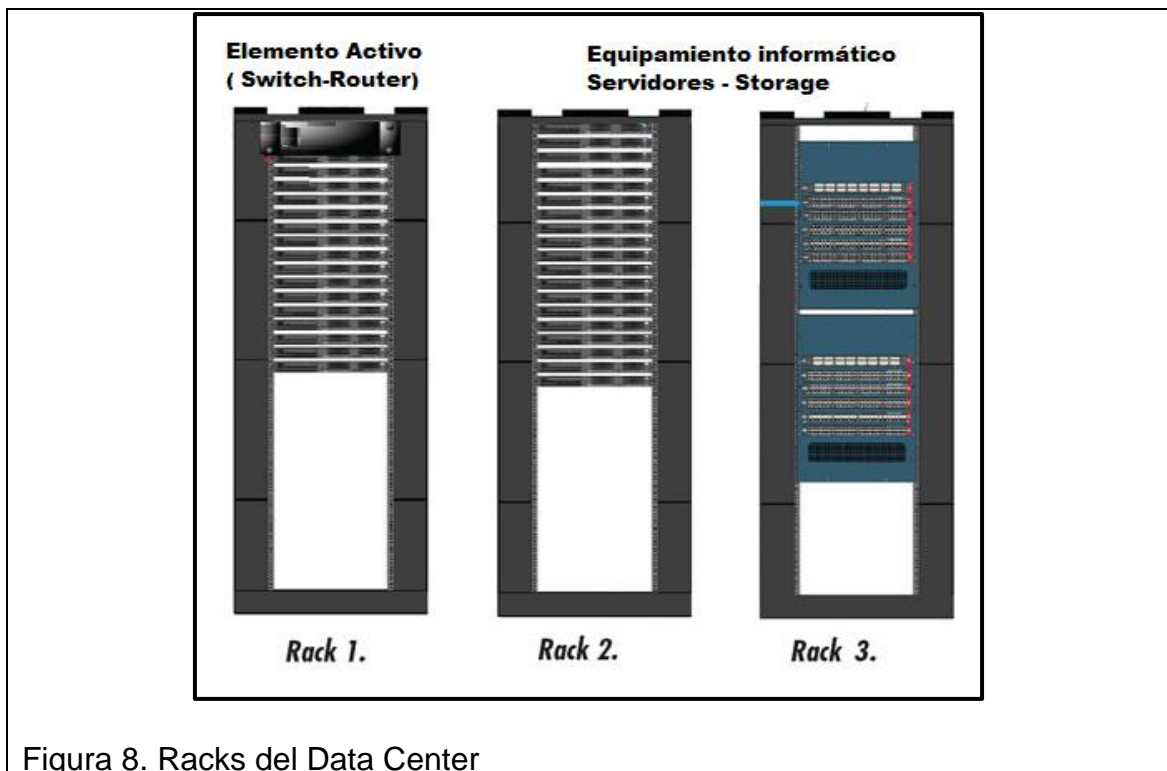 Elemento Activo
( Switch-Router)
Equipamiento informático
Servidores - Storage
Rack 1.
Rack 2.
Rack 3.
Figura 8. Racks del Data Center